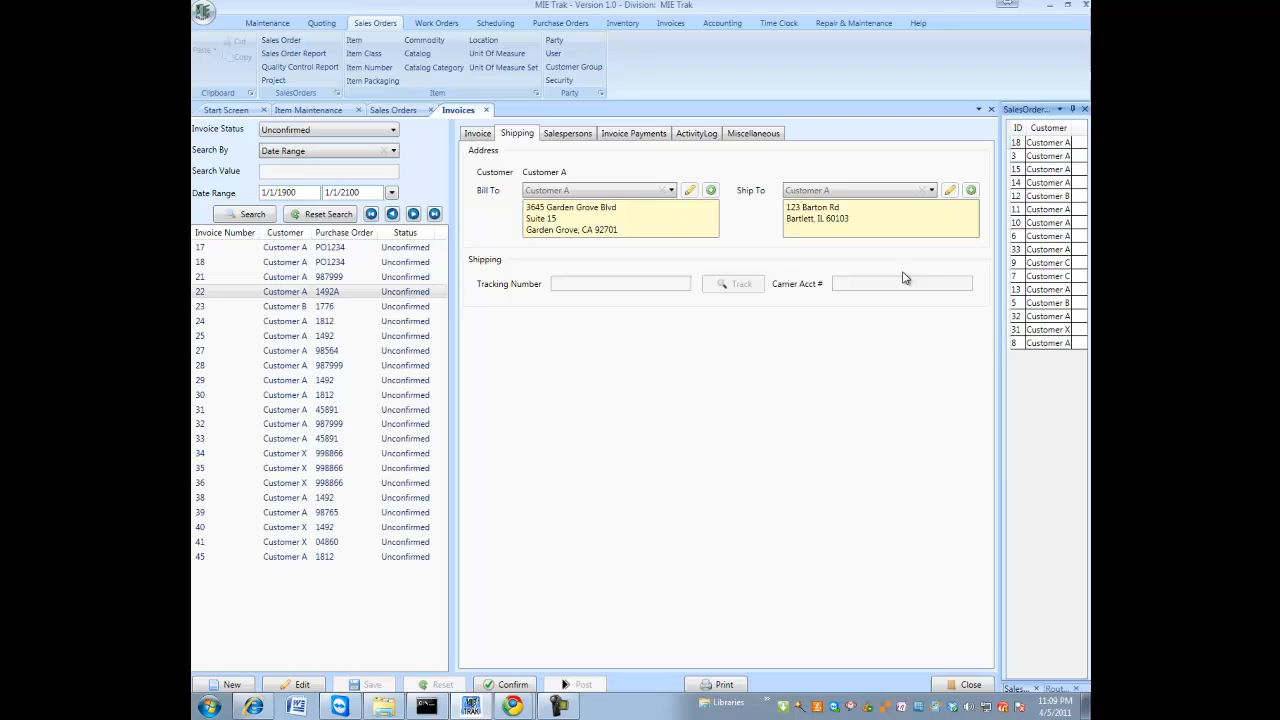 MIE Trak - Version 1.0 - Division: MIE Trak
Maintenance Quoting Sales Orders Work Orders Scheduling Purchase Orders Inventory Invoices Accounting Time Clock Repair & Maintenance Help
Paste Cut Copy
Clipboard
Sales Order
Sales Order Report
Quality Control Report
Project
SalesOrders
Item Commodity Location
Item Class Catalog Unit Of Measure
Item Number Catalog Category Unit Of Measure Set
Item Packaging
Item
Party
User
Customer Group
Security
Party
Start Screen Item Maintenance Sales Orders Invoices
Invoice Status Unconfirmed
Search By Date Range
Search Value
Date Range 1/1/1900 1/1/2100
Search Reset Search
Invoice Number Customer Purchase Order Status
17 Customer A PO1234 Unconfirmed
18 Customer A PO1234 Unconfirmed
21 Customer A 987999 Unconfirmed
22 Customer A 1492A Unconfirmed
23 Customer B 1776 Unconfirmed
24 Customer A 1812 Unconfirmed
25 Customer A 1492 Unconfirmed
27 Customer A 98564 Unconfirmed
28 Customer A 987999 Unconfirmed
29 Customer A 1492 Unconfirmed
30 Customer A 1812 Unconfirmed
31 Customer A 45891 Unconfirmed
32 Customer A 987999 Unconfirmed
33 Customer A 45891 Unconfirmed
34 Customer X 998866 Unconfirmed
35 Customer X 998866 Unconfirmed
36 Customer X 998866 Unconfirmed
38 Customer A 1492 Unconfirmed
39 Customer A 98765 Unconfirmed
40 Customer X 1492 Unconfirmed
41 Customer X 04860 Unconfirmed
45 Customer A 1812 Unconfirmed
Invoice Shipping Salespersons Invoice Payments ActivityLog Miscellaneous
Address
Customer Customer A
Bill To Customer A Ship To Customer A
3645 Garden Grove Blvd
Suite 15
Garden Grove, CA 92701
123 Barton Rd
Bartlett, IL 60103
Shipping
Tracking Number Track Carrier Acct #
SalesOrder...
ID Customer
18 Customer A
3 Customer A
15 Customer A
14 Customer A
12 Customer B
11 Customer A
10 Customer A
6 Customer A
33 Customer A
9 Customer C
7 Customer C
13 Customer A
5 Customer B
32 Customer A
31 Customer X
8 Customer A
Sales... Rout...
New Edit Save Reset Confirm Post Print Close
Libraries
11:09 PM
4/5/2011